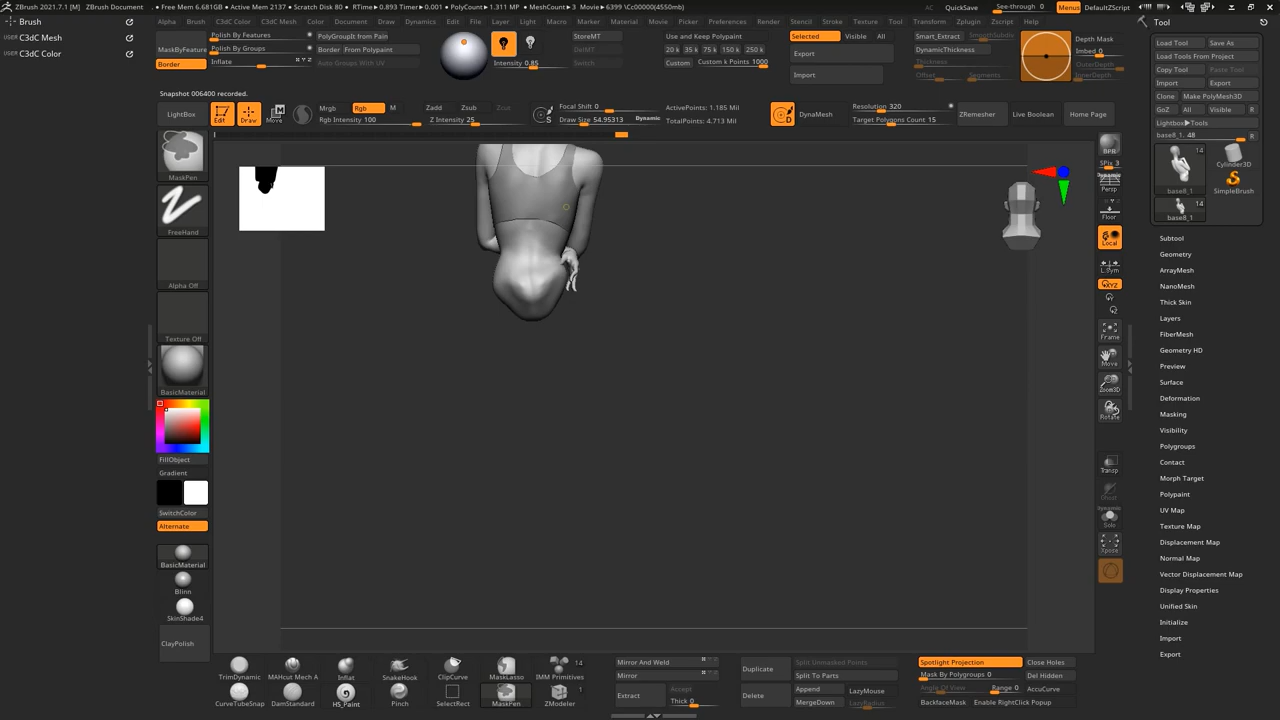 ZBrush 2021.7.1 [M] ZBrush Document . • Free Mem 6.681GB • Active Mem 2137 • Scratch Disk 80 • RTime►0.893 Timer►0.001 • PolyCount►1.311 MP • MeshCount►3 M▸6399 \Cc00000(4550mb)
AC QuickSave See-through 0 Menus DefaultZScript
Brush
Alpha Brush C3dC Color C3dC Mesh Color Document Draw Dynamics Edit File Layer Light Macro Marker Material Movie Picker Preferences Render Stencil Stroke Texture Tool Transform Zplugin Zscript Help
Tool
USER C3dC Mesh
USER C3dC Color
MaskByFeature Polish By Features PolyGroupIt from Pain
Polish By Groups Border From Paypaint
Border Inflate Auto Groups With UV
Intensity 0.85
StoreMT
DelMT
Switch
Use and Keep Polypaint
20 k 35 k 75 k 150 k 250 k
Custom Custom k Points 1000
Selected Visible All
Export
Import
Smart_Extract SmoothSubdiv
DynamicThickness
Thickness
Offset Segments
Depth Mask
Imbed 0
OuterDepth
InnerDepth
Load Tool Save As
Load Tools From Project
Copy Tool Paste Tool
Import Export
Clone Make PolyMesh3D
GoZ All Visible R
Lightbox▶Tools
base8_1. 48 R
14
Cylinder3D
base8_1 SimpleBrush
14
base8_1
Snapshot 006400 recorded.
LightBox Edit Draw Move Mrgb Rgb M
Rgb Intensity 100
Zadd Zsub Zcut
Z Intensity 25
S
Focal Shift 0
Draw Size 54.95313 Dynamic
ActivePoints: 1.185 Mil
TotalPoints: 4.713 Mil
D
DynaMesh
Resolution 320
Target Polygons Count 15
ZRemesher Live Boolean Home Page
MaskPen
FreeHand
Alpha Off
Texture Off
BasicMaterial
FillObject
Gradient
SwitchColor
Alternate
BasicMaterial
Blinn
SkinShade4
ClayPolish
BPR
SPix 3
Dynamic
Persp
Floor
Local
L.Sym
XYZ
Frame
Move
Zoom3D
Rotate
Transp
Ghost
Dynamic
Solo
Xpose
Subtool
Geometry
ArrayMesh
NanoMesh
Thick Skin
Layers
FiberMesh
Geometry HD
Preview
Surface
Deformation
Masking
Visibility
Polygroups
Contact
Morph Target
Polypaint
UV Map
Texture Map
Displacement Map
Normal Map
Vector Displacement Map
Display Properties
Unified Skin
Initialize
Import
Export
TrimDynamic MAHcut Mech A Inflat SnakeHook ClipCurve MaskLasso IMM Primitives 14
CurveTubeSnap DamStandard HS_Paint Pinch SelectRect MaskPen ZModeler 1
Mirror And Weld
Mirror
Extract Accept
Thick 0
Duplicate
Delete
Split Unmasked Points
Split To Parts
Append LazyMouse
MergeDown LazyRadius
Spotlight Projection Close Holes
Mask By Polygroups 0 Del Hidden
Angle Of View Range 0 AccuCurve
BackfaceMask Enable RightClick Popup